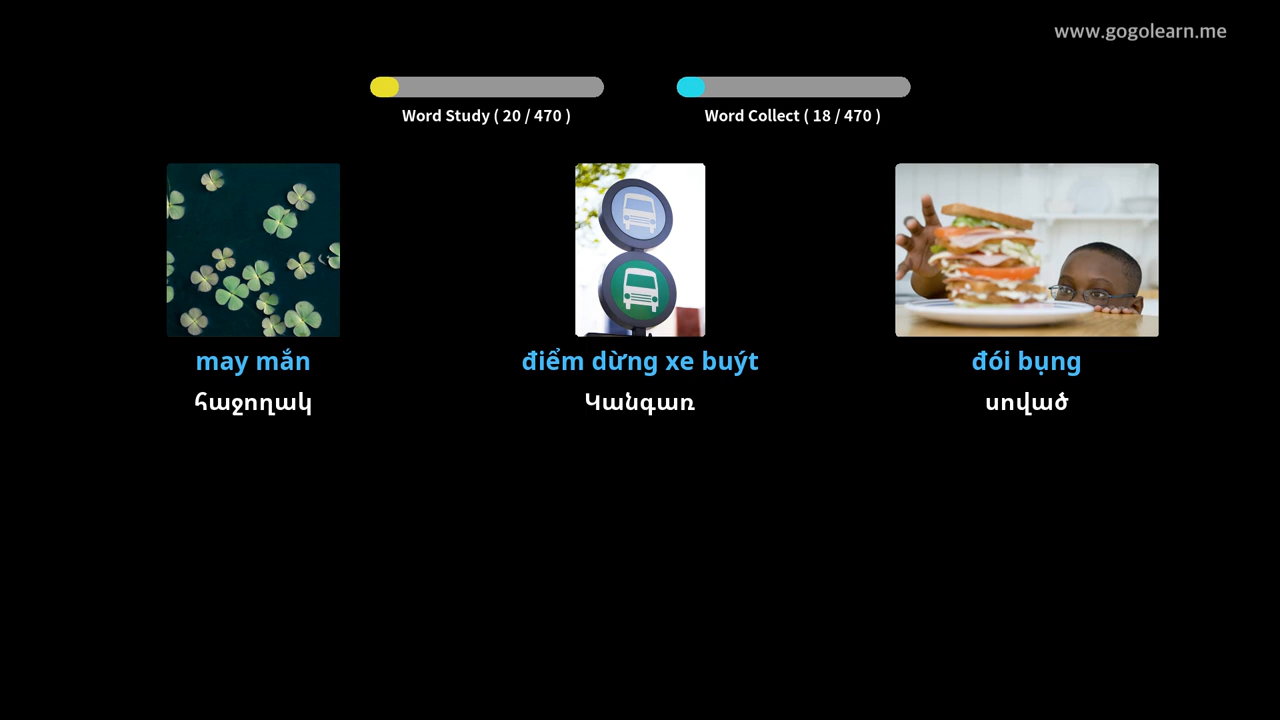 www.gogolearn.me
Word Study ( 20 / 470 )
Word Collect ( 18 / 470 )
may mắn
điểm dừng xe buýt
đói bụng
հաջողակ
Կանգառ
սոված